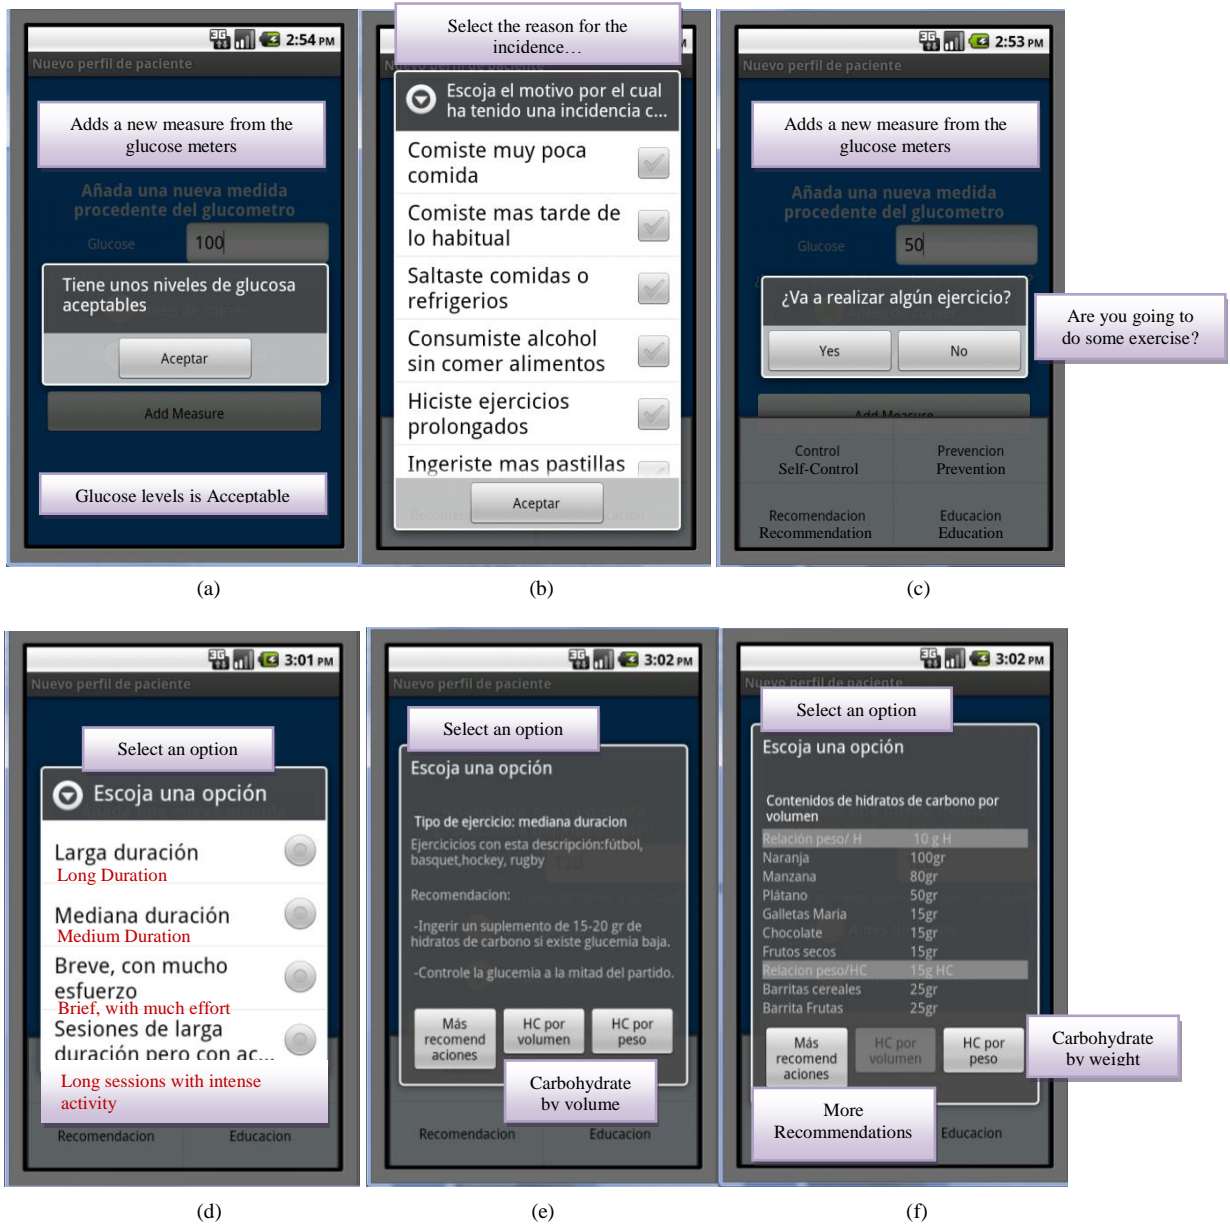 2:54 PM
Nuevo perfil de paciente
Adds a new measure from the
glucose meters
Añada una nueva medida
procedente del glucometro
Glucose
100
Tiene unos niveles de glucosa
aceptables
Aceptar
Add Measure
Glucose levels is Acceptable
(a)
Select the reason for the
incidence…
Escoja el motivo por el cual
ha tenido una incidencia c...
Comiste muy poca
comida
Comiste mas tarde de
lo habitual
Saltaste comidas o
refrigerios
Consumiste alcohol
sin comer alimentos
Hiciste ejercicios
prolongados
Ingeriste mas pastillas
Aceptar
(b)
2:53 PM
Nuevo perfil de paciente
Adds a new measure from the
glucose meters
Añada una nueva medida
procedente del glucometro
Glucose
50
¿Va a realizar algún ejercicio?
Yes
No
Are you going to
do some exercise?
Add Measure
Control
Self-Control
Prevencion
Prevention
Recomendacion
Recommendation
Educacion
Education
(c)
3:01 PM
Nuevo perfil de paciente
Select an option
Escoja una opción
Larga duración
Long Duration
Mediana duración
Medium Duration
Breve, con mucho
esfuerzo
Brief, with much effort
Sesiones de larga
duración pero con ac...
Long sessions with intense
activity
Recomendacion
Educacion
(d)
3:02 PM
Nuevo perfil de paciente
Select an option
Escoja una opción
Tipo de ejercicio: mediana duracion
Ejercicicios con esta descripción:fútbol,
basquet,hockey, rugby
Recomendacion:
-Ingerir un suplemento de 15-20 gr de
hidratos de carbono si existe glucemia baja.
-Controle la glucemia a la mitad del partido.
Más
recomend
aciones
HC por
volumen
HC por
peso
Carbohydrate
by volume
Recomendacion
Educacion
(e)
3:02 PM
Nuevo perfil de paciente
Select an option
Escoja una opción
Contenidos de hidratos de carbono por
volumen
Relación peso/ H 10 g H
Naranja 100gr
Manzana 80gr
Plátano 50gr
Galletas Maria 15gr
Chocolate 15gr
Frutos secos 15gr
Relacion peso/HC 15g HC
Barritas cereales 25gr
Barrita Frutas 25gr
Más
recomend
aciones
HC por
volumen
HC por
peso
Carbohydrate
by weight
More
Recommendations
Educacion
(f)